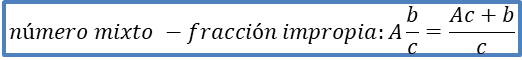 número mixto − fracción impropia: A b/c = (Ac + b)/c